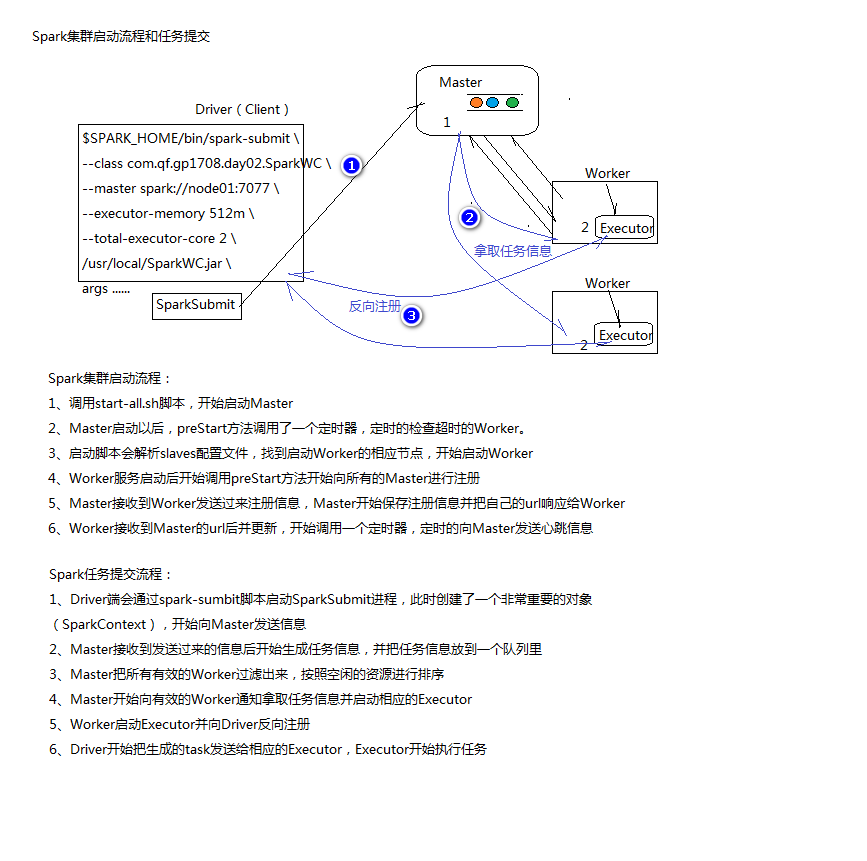 Spark集群启动流程和任务提交
Master
Driver（Client）
1
$SPARK_HOME/bin/spark-submit \
--class com.qf.gp1708.day02.SparkWC \
1
--master spark://node01:7077 \
Worker
--executor-memory 512m \
2
2
Executor
--total-executor-core 2 \
拿取任务信息
/usr/local/SparkWC.jar \
args ......
Worker
SparkSubmit
反向注册
3
Executor
2
Spark集群启动流程：
1、调用start-all.sh脚本，开始启动Master
2、Master启动以后，preStart方法调用了一个定时器，定时的检查超时的Worker。
3、启动脚本会解析slaves配置文件，找到启动Worker的相应节点，开始启动Worker
4、Worker服务启动后开始调用preStart方法开始向所有的Master进行注册
5、Master接收到Worker发送过来注册信息，Master开始保存注册信息并把自己的url响应给Worker
6、Worker接收到Master的url后并更新，开始调用一个定时器，定时的向Master发送心跳信息
Spark任务提交流程：
1、Driver端会通过spark-sumbit脚本启动SparkSubmit进程，此时创建了一个非常重要的对象
（SparkContext），开始向Master发送信息
2、Master接收到发送过来的信息后开始生成任务信息，并把任务信息放到一个队列里
3、Master把所有有效的Worker过滤出来，按照空闲的资源进行排序
4、Master开始向有效的Worker通知拿取任务信息并启动相应的Executor
5、Worker启动Executor并向Driver反向注册
6、Driver开始把生成的task发送给相应的Executor，Executor开始执行任务